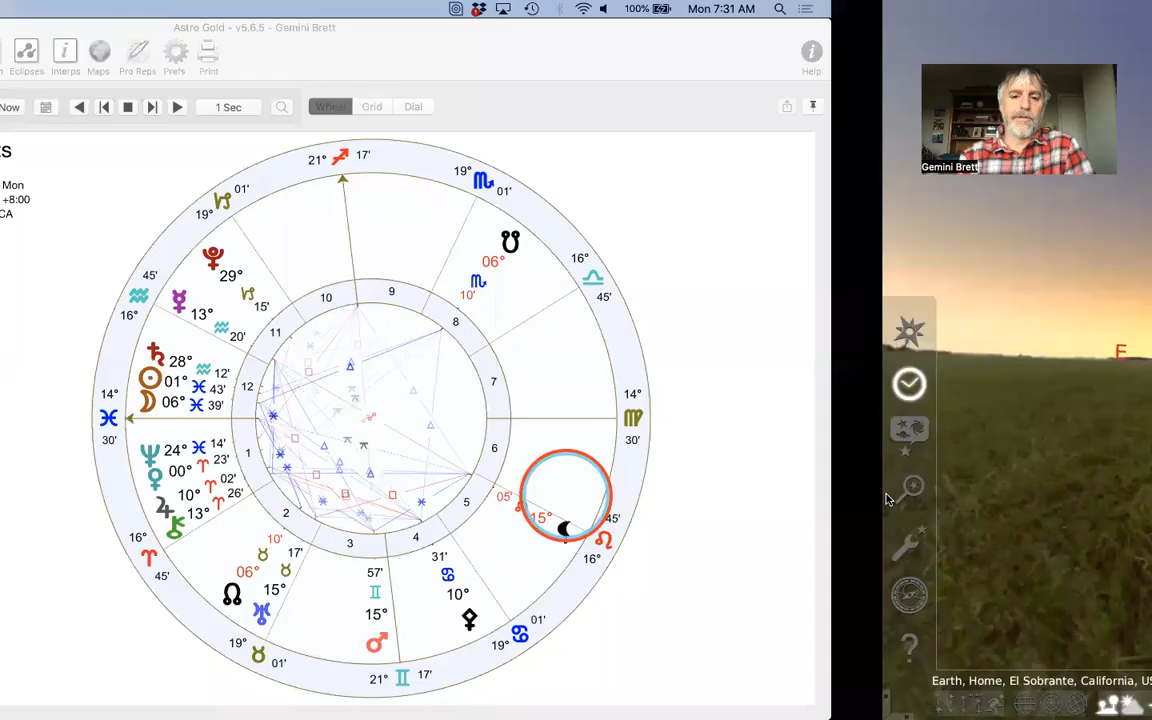 100% Mon 7:31 AM
Astro Gold - v5.6.5 - Gemini Brett
Eclipses Interps Maps Pro Reps Prefs Print Help
Now 1 Sec Wheel Grid Dial
Mon
+8:00
CA
21° 17'
19° 01'
19° 01'
45' 16°
16° 45'
14° 30'
14° 30'
16° 45'
45' 16°
19° 01'
01' 19°
21° 17'
29° 15'
13° 20'
28° 12'
01° 43'
06° 39'
24° 14'
00° 23'
10° 02'
13° 26'
06° 10'
15° 17'
15° 57'
10° 31'
05' 15°
06° 10'
1 2 3 4 5 6 7 8 9 10 11 12
Gemini Brett
E
?
Earth, Home, El Sobrante, California, US